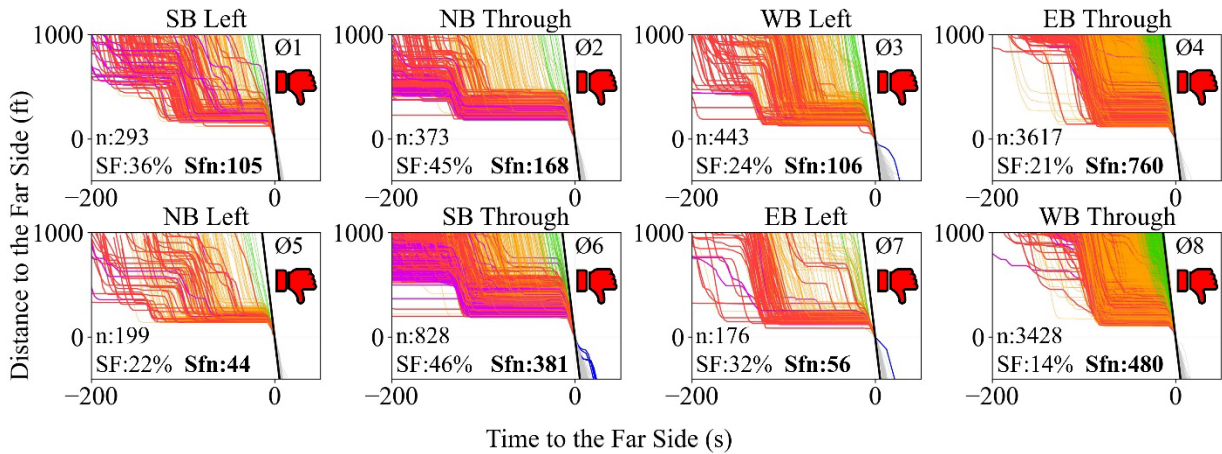 SB Left
NB Through
WB Left
EB Through
1000
0
Ø1
n:293
SF:36% Sfn:105
−200
0
1000
0
Ø2
n:373
SF:45% Sfn:168
−200
0
1000
0
Ø3
n:443
SF:24% Sfn:106
−200
0
1000
0
Ø4
n:3617
SF:21% Sfn:760
−200
0
NB Left
SB Through
EB Left
WB Through
1000
0
Ø5
n:199
SF:22% Sfn:44
−200
0
1000
0
Ø6
n:828
SF:46% Sfn:381
−200
0
1000
0
Ø7
n:176
SF:32% Sfn:56
−200
0
1000
0
Ø8
n:3428
SF:14% Sfn:480
−200
0
Distance to the Far Side (ft)
Time to the Far Side (s)